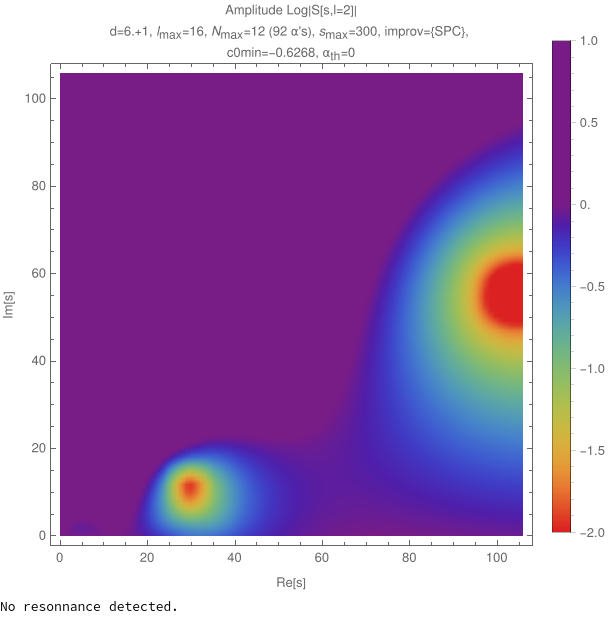 Amplitude Log|S[s,l=2]|
d=6.+1, lmax=16, Nmax=12 (92 α's), smax=300, improv={SPC},
c0min=−0.6268, αth=0
100
80
60
40
20
0
Im[s]
0 20 40 60 80 100
Re[s]
1.0
0.5
0.
−0.5
−1.0
−1.5
−2.0
No resonnance detected.